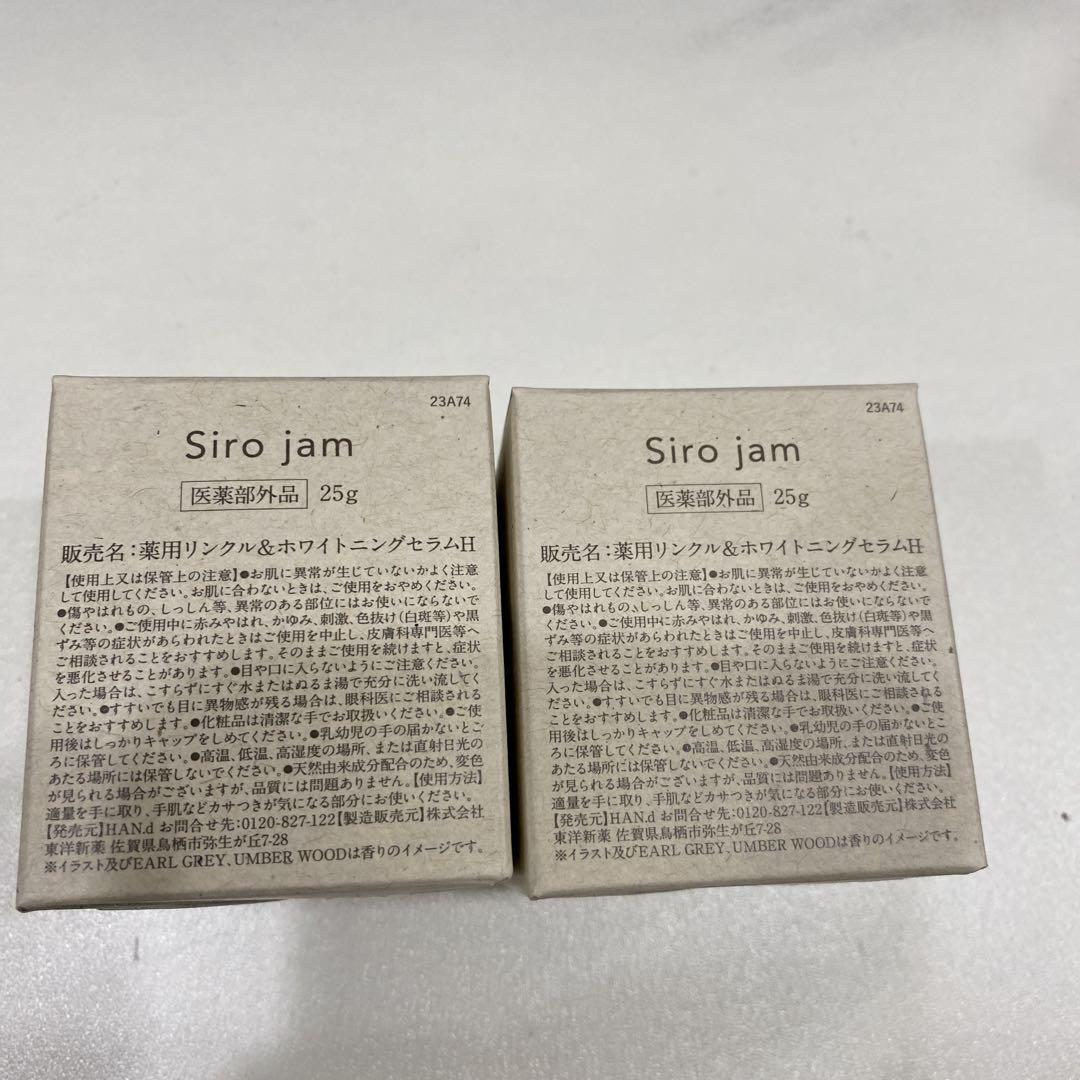 23A74
Siro jam
医薬部外品 25g
販売名:薬用リンクル&ホワイトニングセラムH
【使用上又は保管上の注意】●お肌に異常が生じていないかよく注意
して使用してください。お肌に合わないときは、ご使用をおやめください。
●傷やはれもの、しっしん等、異常のある部位にはお使いにならないで
ください。●ご使用中に赤みやはれ、かゆみ、刺激、色抜け(白斑等)や黒
ずみ等の症状があらわれたときはご使用を中止し、皮膚科専門医等へ
ご相談されることをおすすめします。そのままご使用を続けますと、症状
を悪化させることがあります。●目や口に入らないようにご注意ください。
入った場合は、こすらずにすぐ水またはぬるま湯で充分に洗い流してく
ださい。●すすいでも目に異物感が残る場合は、眼科医にご相談される
ことをおすすめします。●化粧品は清潔な手でお取扱いください。●ご使
用後はしっかりキャップをしめてください。●乳幼児の手の届かないとこ
ろに保管してください。●高温、低温、高湿度の場所、または直射日光の
あたる場所には保管しないでください。●天然由来成分配合のため、変色
が見られる場合がございますが、品質には問題ありません。【使用方法】
適量を手に取り、手肌などカサつきが気になる部分にお使いください。
【発売元】HAN.d お問合せ先:0120-827-122【製造販売元】株式会社
東洋新薬 佐賀県鳥栖市弥生が丘7-28
※イラスト及びEARL GREY、UMBER WOODは香りのイメージです。
23A74
Siro jam
医薬部外品 25g
販売名:薬用リンクル&ホワイトニングセラムH
【使用上又は保管上の注意】●お肌に異常が生じていないかよく注意
して使用してください。お肌に合わないときは、ご使用をおやめください。
●傷やはれもの、しっしん等、異常のある部位にはお使いにならないで
ください。●ご使用中に赤みやはれ、かゆみ、刺激、色抜け(白斑等)や黒
ずみ等の症状があらわれたときはご使用を中止し、皮膚科専門医等へ
ご相談されることをおすすめします。そのままご使用を続けますと、症状
を悪化させることがあります。●目や口に入らないようにご注意ください。
入った場合は、こすらずにすぐ水またはぬるま湯で充分に洗い流してく
ださい。●すすいでも目に異物感が残る場合は、眼科医にご相談される
ことをおすすめします。●化粧品は清潔な手でお取扱いください。●ご使
用後はしっかりキャップをしめてください。●乳幼児の手の届かないとこ
ろに保管してください。●高温、低温、高湿度の場所、または直射日光の
あたる場所には保管しないでください。●天然由来成分配合のため、変色
が見られる場合がございますが、品質には問題ありません。【使用方法】
適量を手に取り、手肌などカサつきが気になる部分にお使いください。
【発売元】HAN.d お問合せ先:0120-827-122【製造販売元】株式会社
東洋新薬 佐賀県鳥栖市弥生が丘7-28
※イラスト及びEARL GREY、UMBER WOODは香りのイメージです。